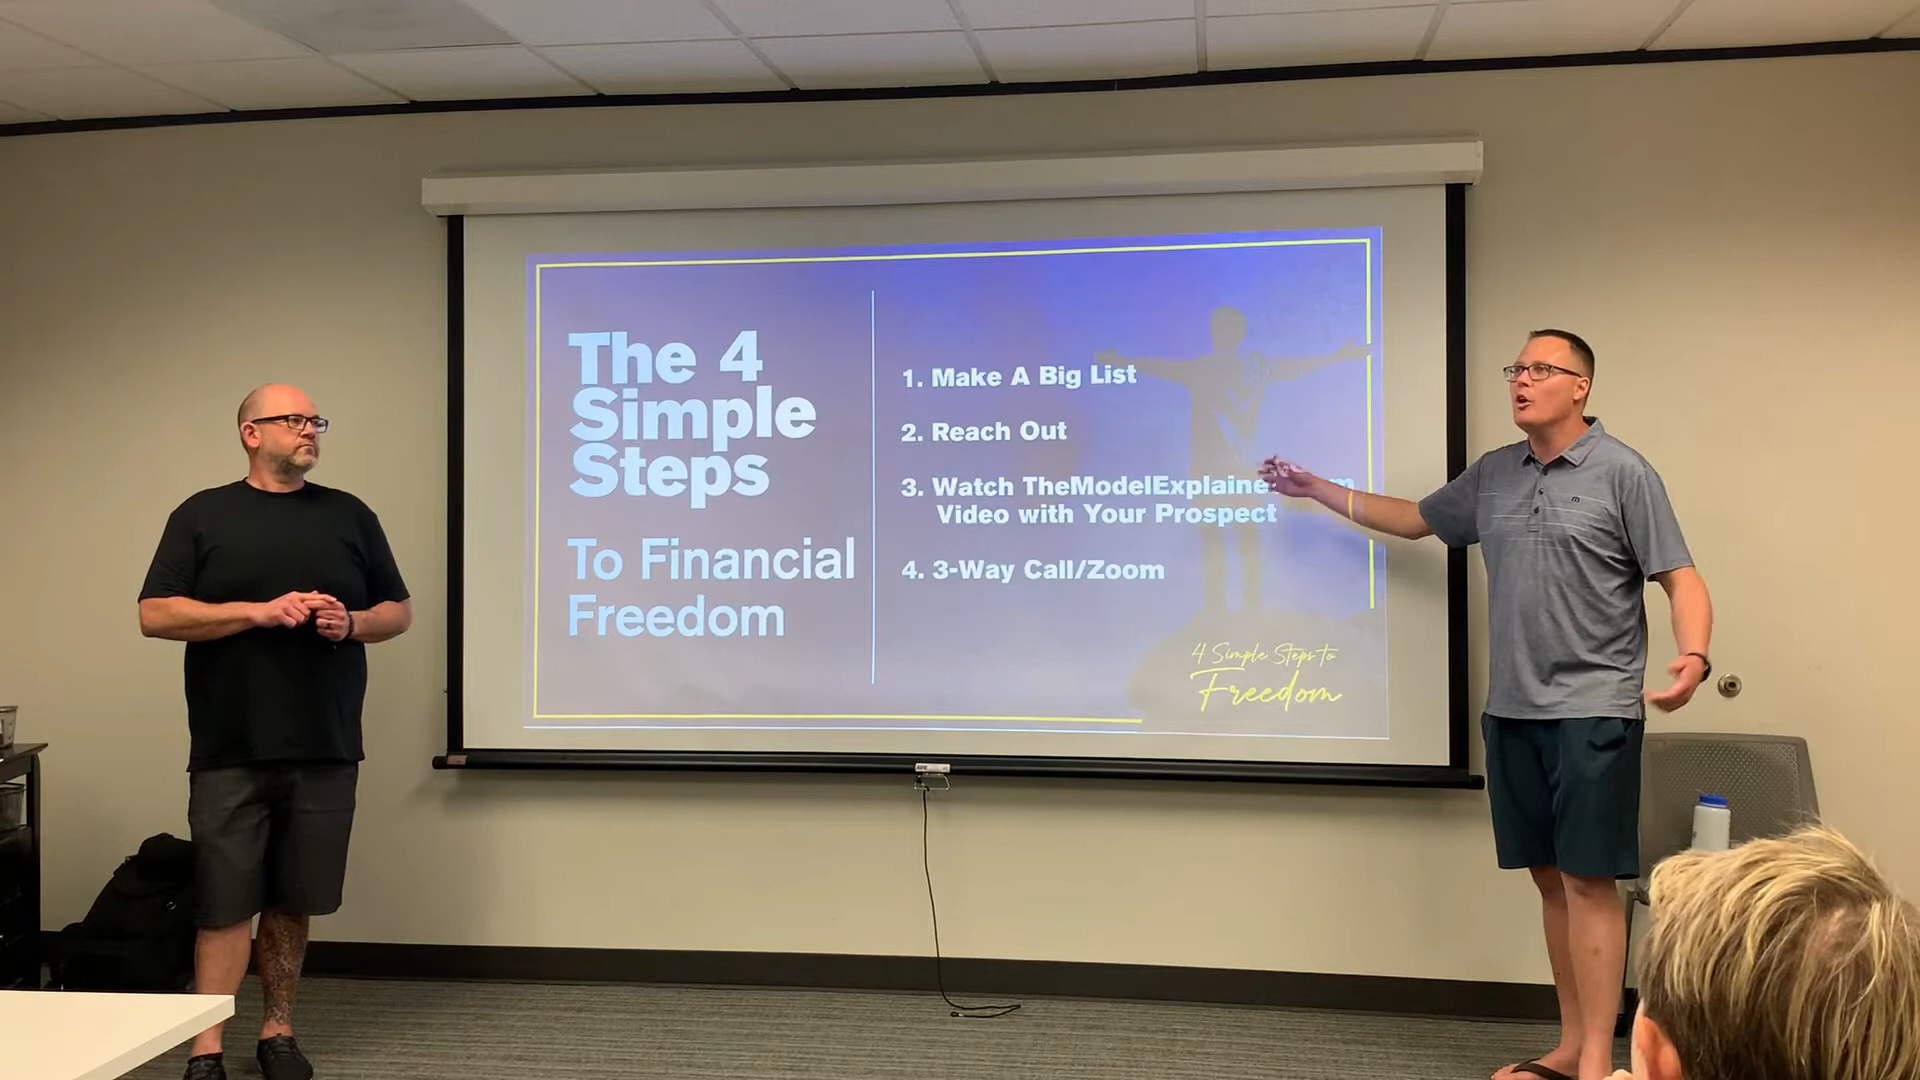 The 4
Simple
Steps
To Financial
Freedom
1. Make A Big List
2. Reach Out
3. Watch
Video with Your Prospect
4. 3-Way Call/Zoom
4 Simple Steps to
Freedom